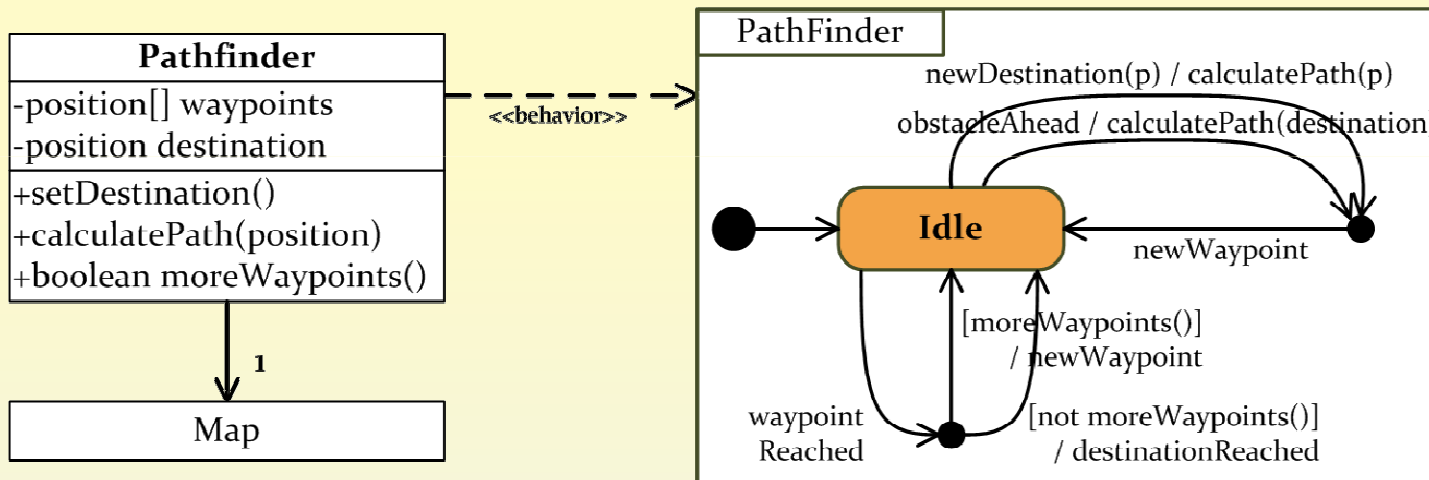 Pathfinder
-position[] waypoints
-position destination
+setDestination()
+calculatePath(position)
+boolean moreWaypoints()
1
Map
<<behavior>>
PathFinder
newDestination(p) / calculatePath(p)
obstacleAhead / calculatePath(destination
Idle
newWaypoint
[moreWaypoints()]
/ newWaypoint
waypoint
Reached
[not moreWaypoints()]
/ destinationReached